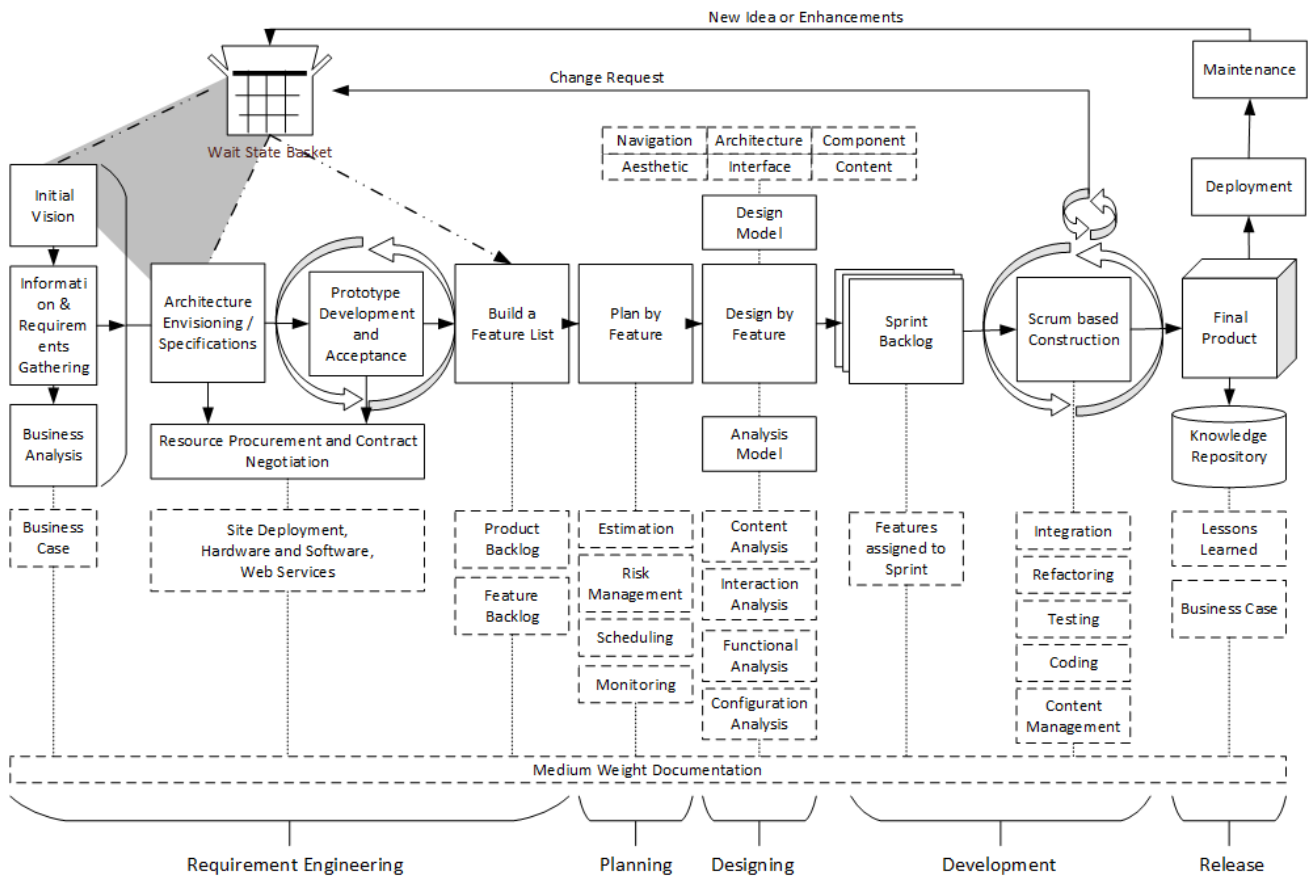 New Idea or Enhancements
Maintenance
Change Request
Wait State Basket
Navigation
Architecture
Component
Aesthetic
Interface
Content
Deployment
Initial
Vision
Design
Model
Informati
on &
Requirem
ents
Gathering
Architecture
Envisioning /
Specifications
Prototype
Development
and
Acceptance
Build a
Feature List
Plan by
Feature
Design by
Feature
Sprint
Backlog
Scrum based
Construction
Final
Product
Business
Analysis
Resource Procurement and Contract
Negotiation
Analysis
Model
Knowledge
Repository
Business
Case
Site Deployment,
Hardware and Software,
Web Services
Product
Backlog
Feature
Backlog
Estimation
Risk
Management
Scheduling
Monitoring
Content
Analysis
Interaction
Analysis
Functional
Analysis
Configuration
Analysis
Features
assigned to
Sprint
Integration
Refactoring
Testing
Coding
Content
Management
Lessons
Learned
Business Case
Medium Weight Documentation
Requirement Engineering
Planning
Designing
Development
Release